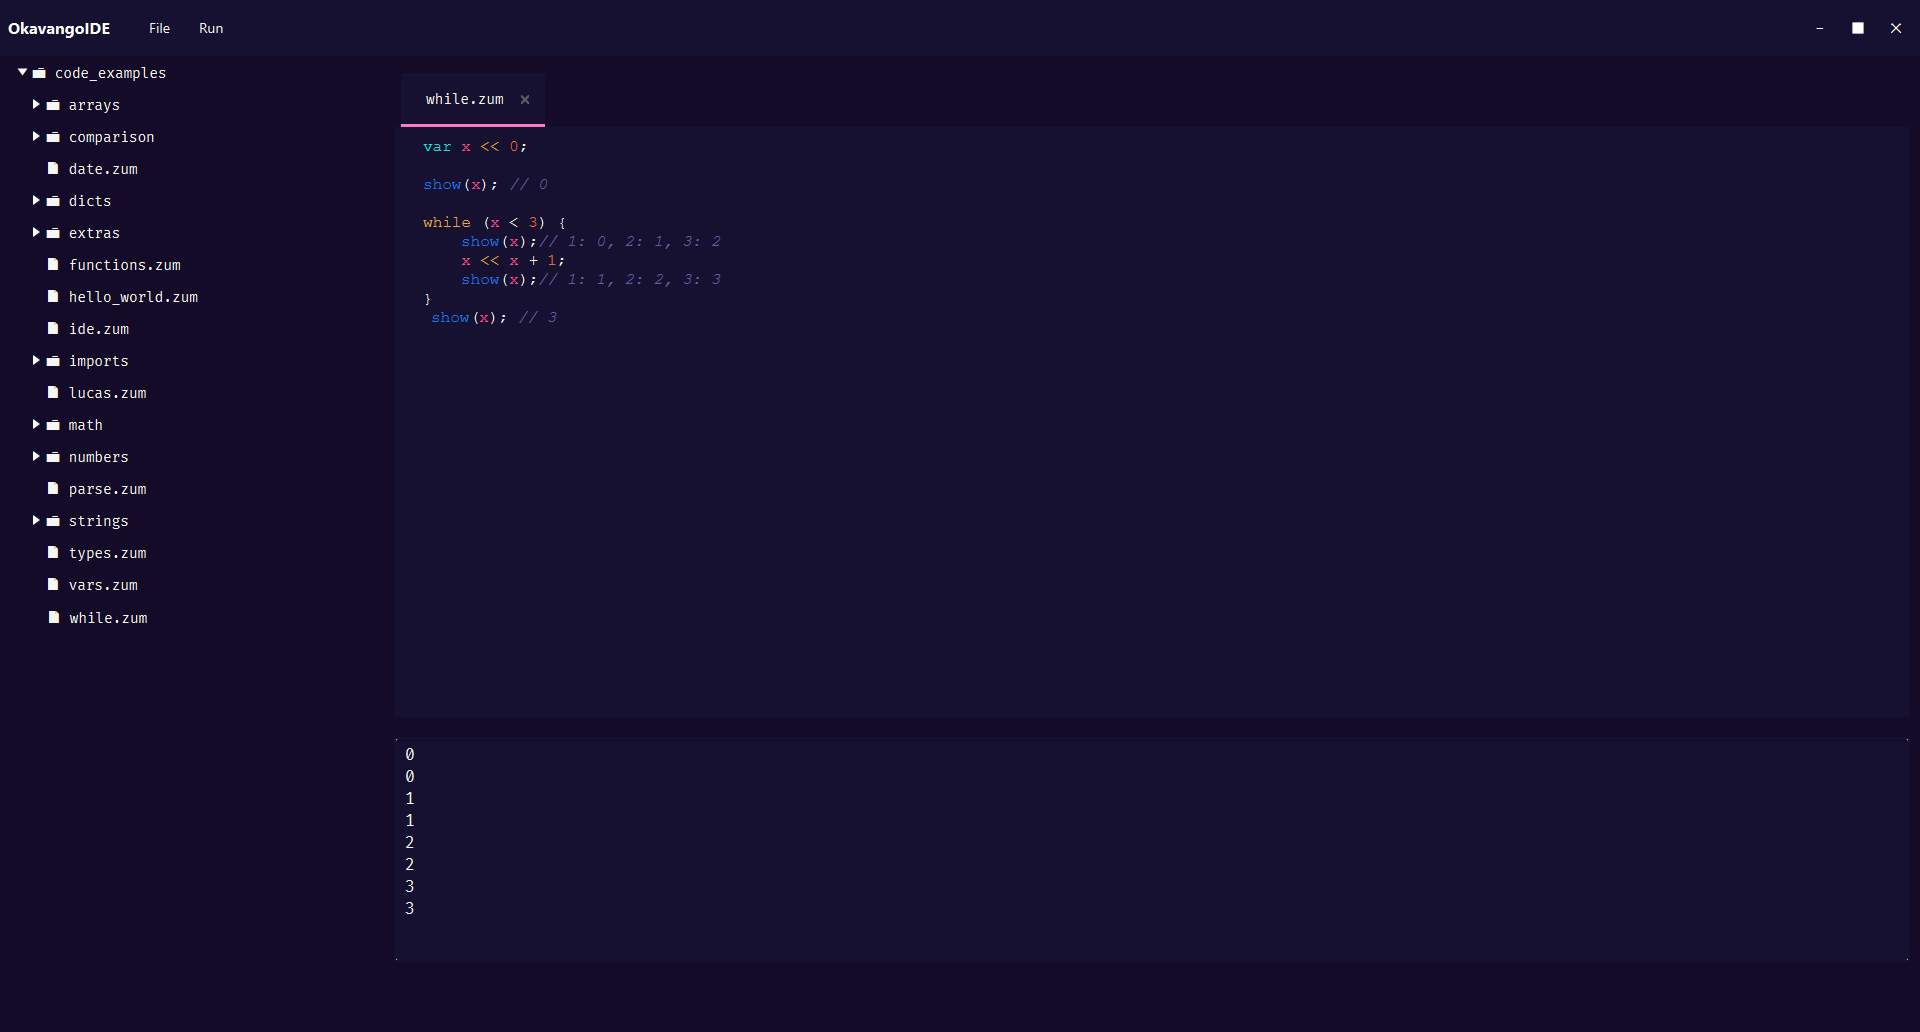 OkavangoIDE File Run
code_examples
arrays
comparison
date.zum
dicts
extras
functions.zum
hello_world.zum
ide.zum
imports
lucas.zum
math
numbers
parse.zum
strings
types.zum
vars.zum
while.zum
while.zum
var x << 0;
show(x); // 0
while (x < 3) {
    show(x);// 1: 0, 2: 1, 3: 2
    x << x + 1;
    show(x);// 1: 1, 2: 2, 3: 3
}
 show(x); // 3
0
0
1
1
2
2
3
3